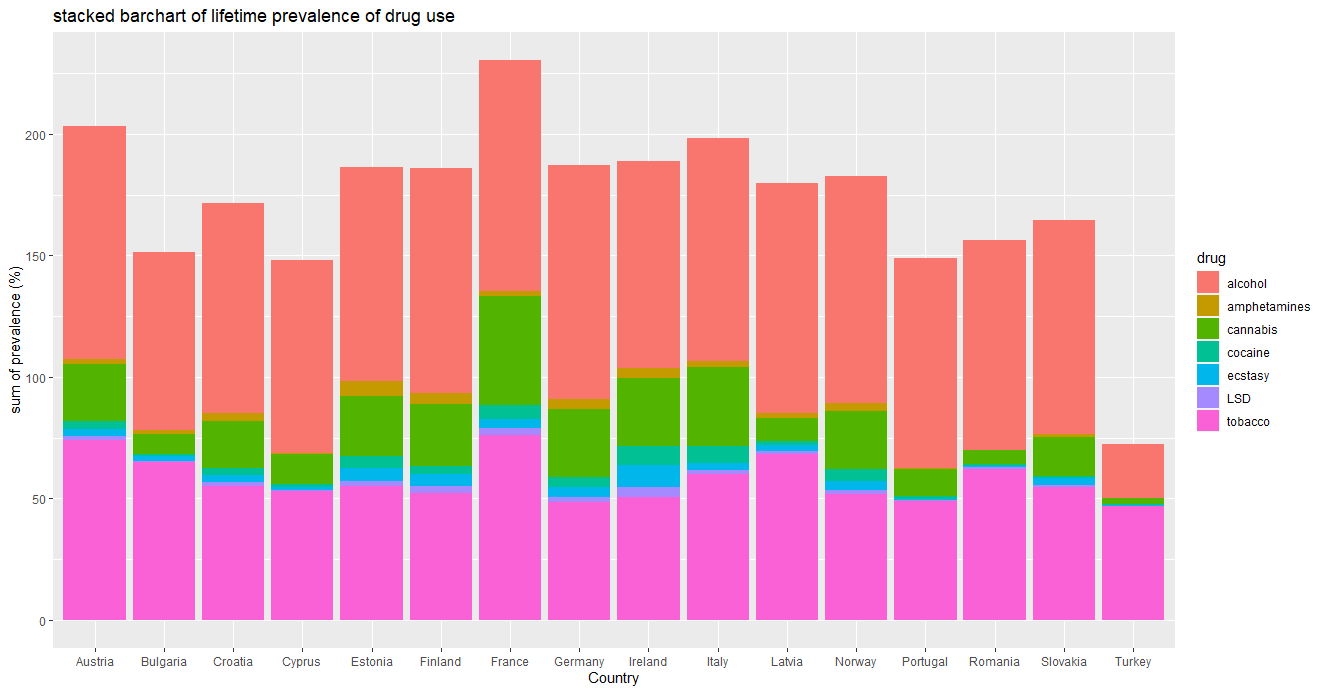 stacked barchart of lifetime prevalence of drug use
sum of prevalence (%)
200
150
100
50
0
Austria Bulgaria Croatia Cyprus Estonia Finland France Germany Ireland Italy Latvia Norway Portugal Romania Slovakia Turkey
Country
drug
alcohol
amphetamines
cannabis
cocaine
ecstasy
LSD
tobacco